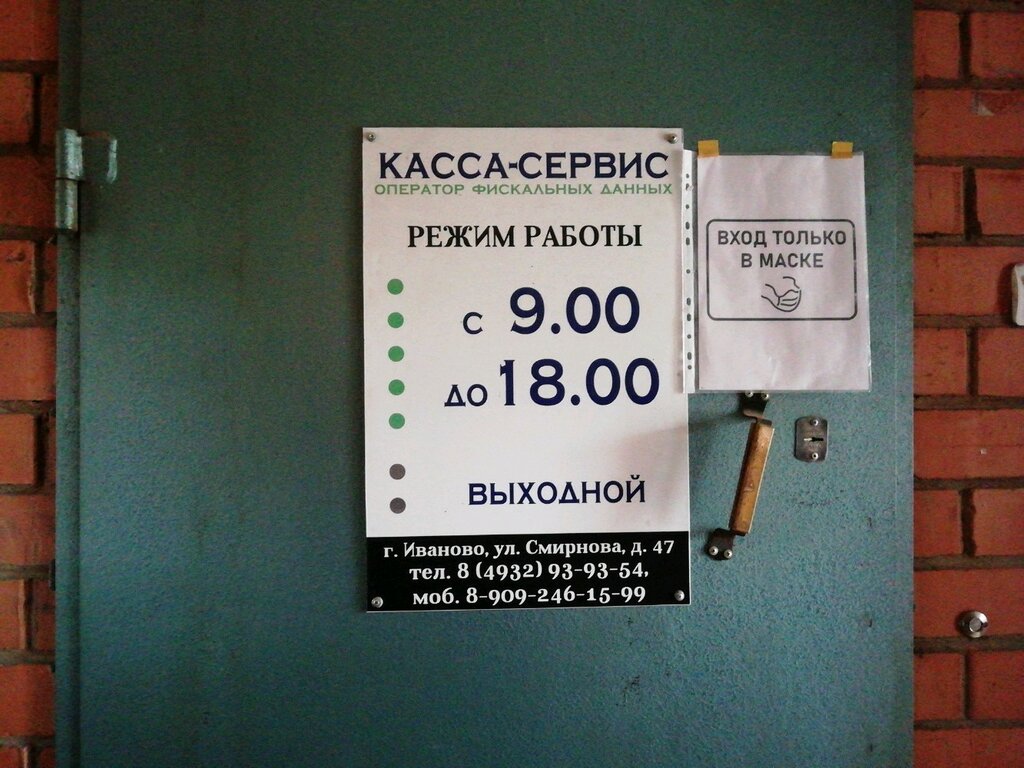 КАССА-СЕРВИС
ОПЕРАТОР ФИСКАЛЬНЫХ ДАННЫХ
РЕЖИМ РАБОТЫ
с 9.00
до 18.00
ВЫХОДНОЙ
г. Иваново, ул. Смирнова, д. 47
тел. 8 (4932) 93-93-54,
моб. 8-909-246-15-99
ВХОД ТОЛЬКО
В МАСКЕ